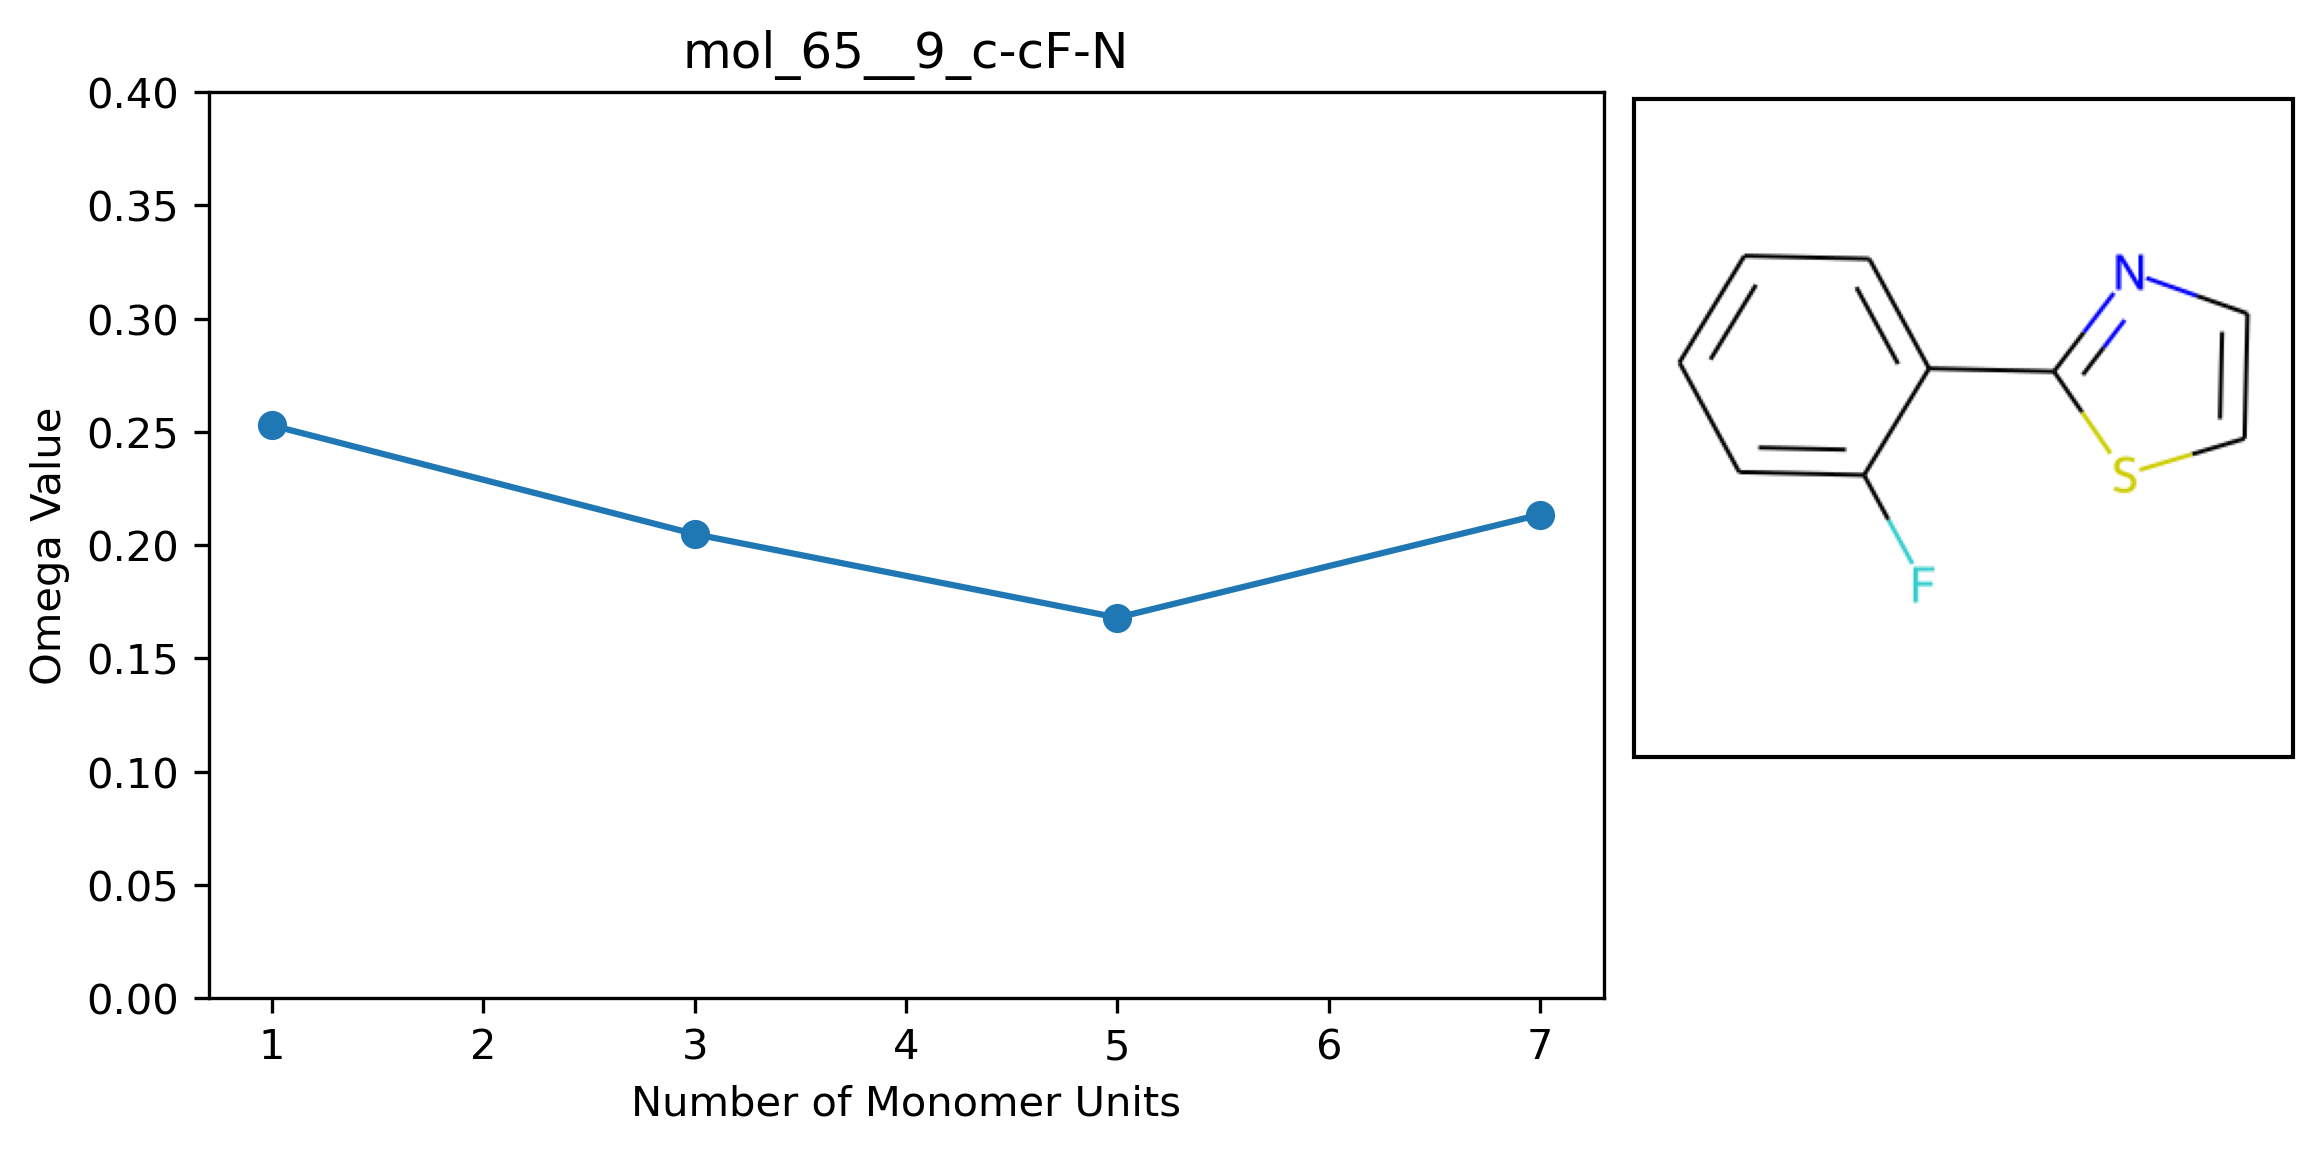 mol_65__9_c-cF-N
0.40
0.35
0.30
0.25
0.20
0.15
0.10
0.05
0.00
Omega Value
1 2 3 4 5 6 7
Number of Monomer Units
N
S
F